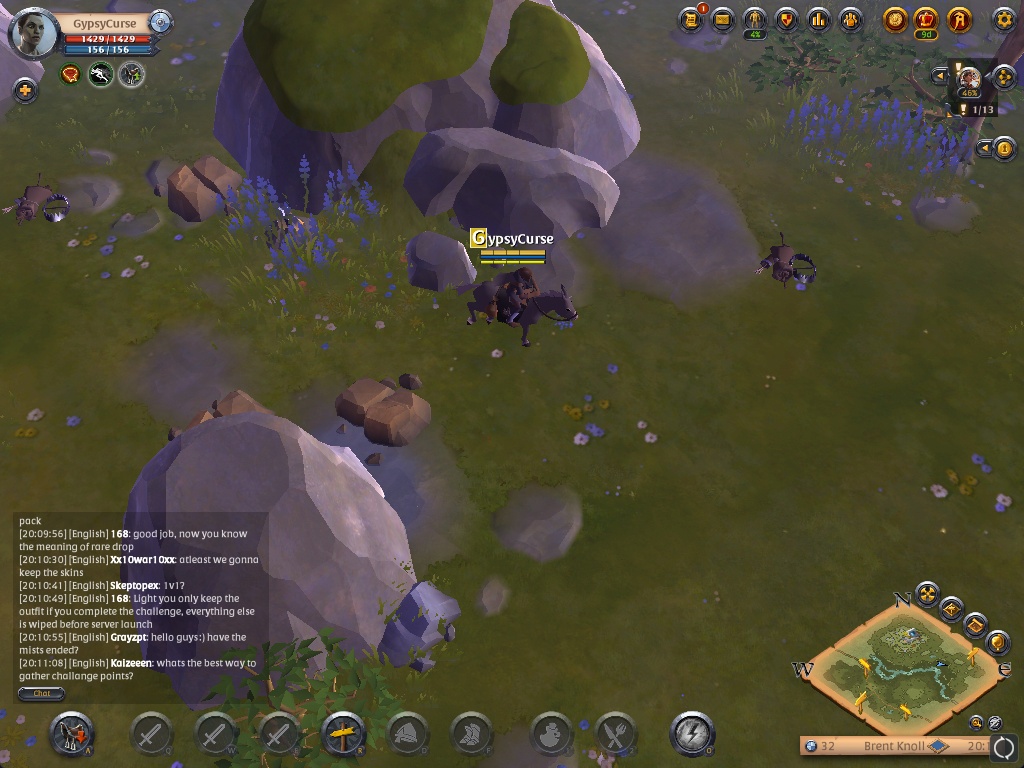 GypsyCurse
1429 / 1429
156 / 156
1
4%
9d
46%
1/13
GypsyCurse
pack
[20:09:56] [English] 168: good job, now you know
the meaning of rare drop
[20:10:30] [English] Xx10war10xx: atleast we gonna
keep the skins
[20:10:41] [English] Skeptopex: 1v1?
[20:10:49] [English] 168: Light you only keep the
outfit if you complete the challenge, everything else
is wiped before server launch
[20:10:55] [English] Grayzpt: hello guys:) have the
mists ended?
[20:11:08] [English] Kaizeeen: whats the best way to
gather challange points?
Chat
N
W
E
A
Q
W
E
R
D
F
32
Brent Knoll
20: